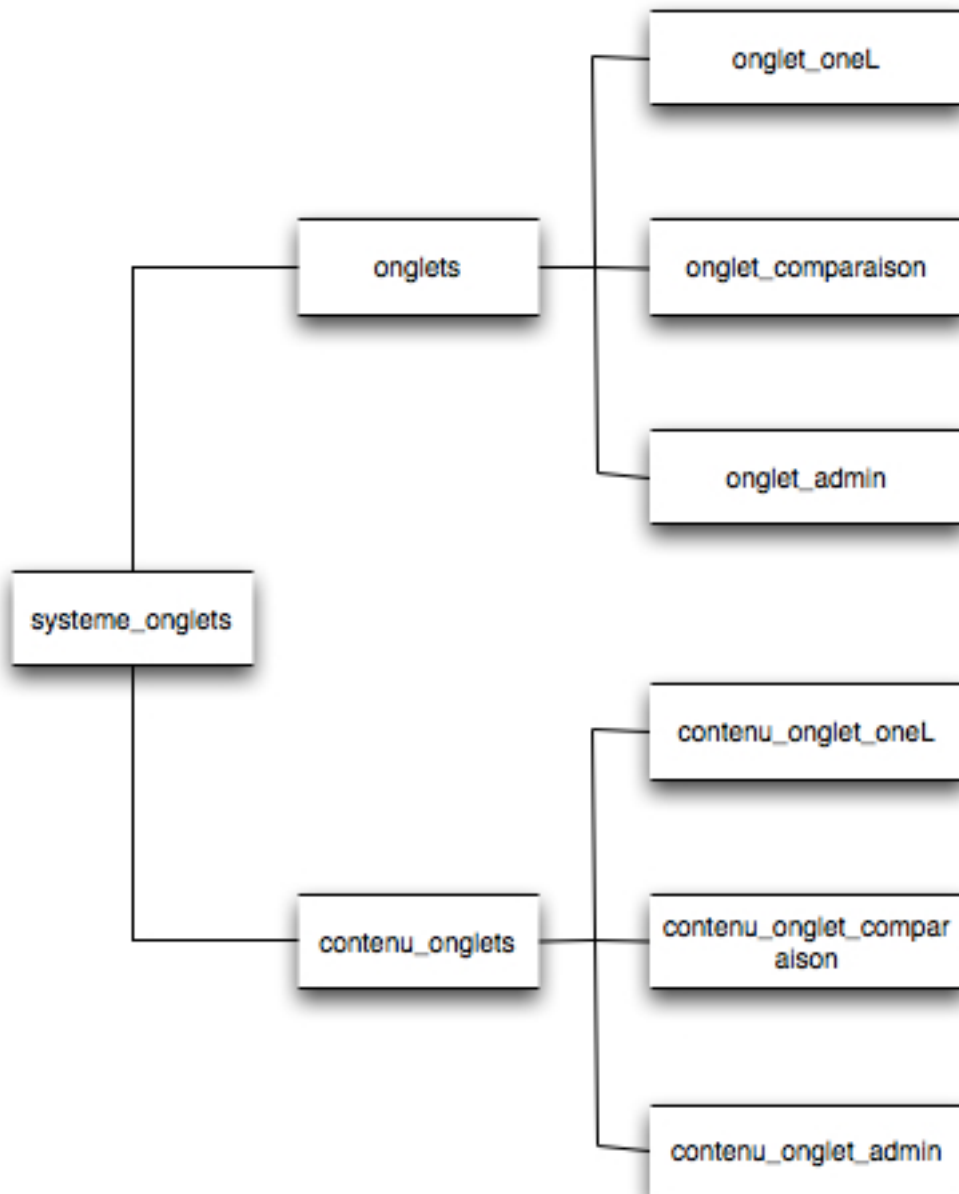 onglet_oneL
onglets
onglet_comparaison
onglet_admin
systeme_onglets
contenu_onglet_oneL
contenu_onglets
contenu_onglet_compar
aison
contenu_onglet_admin